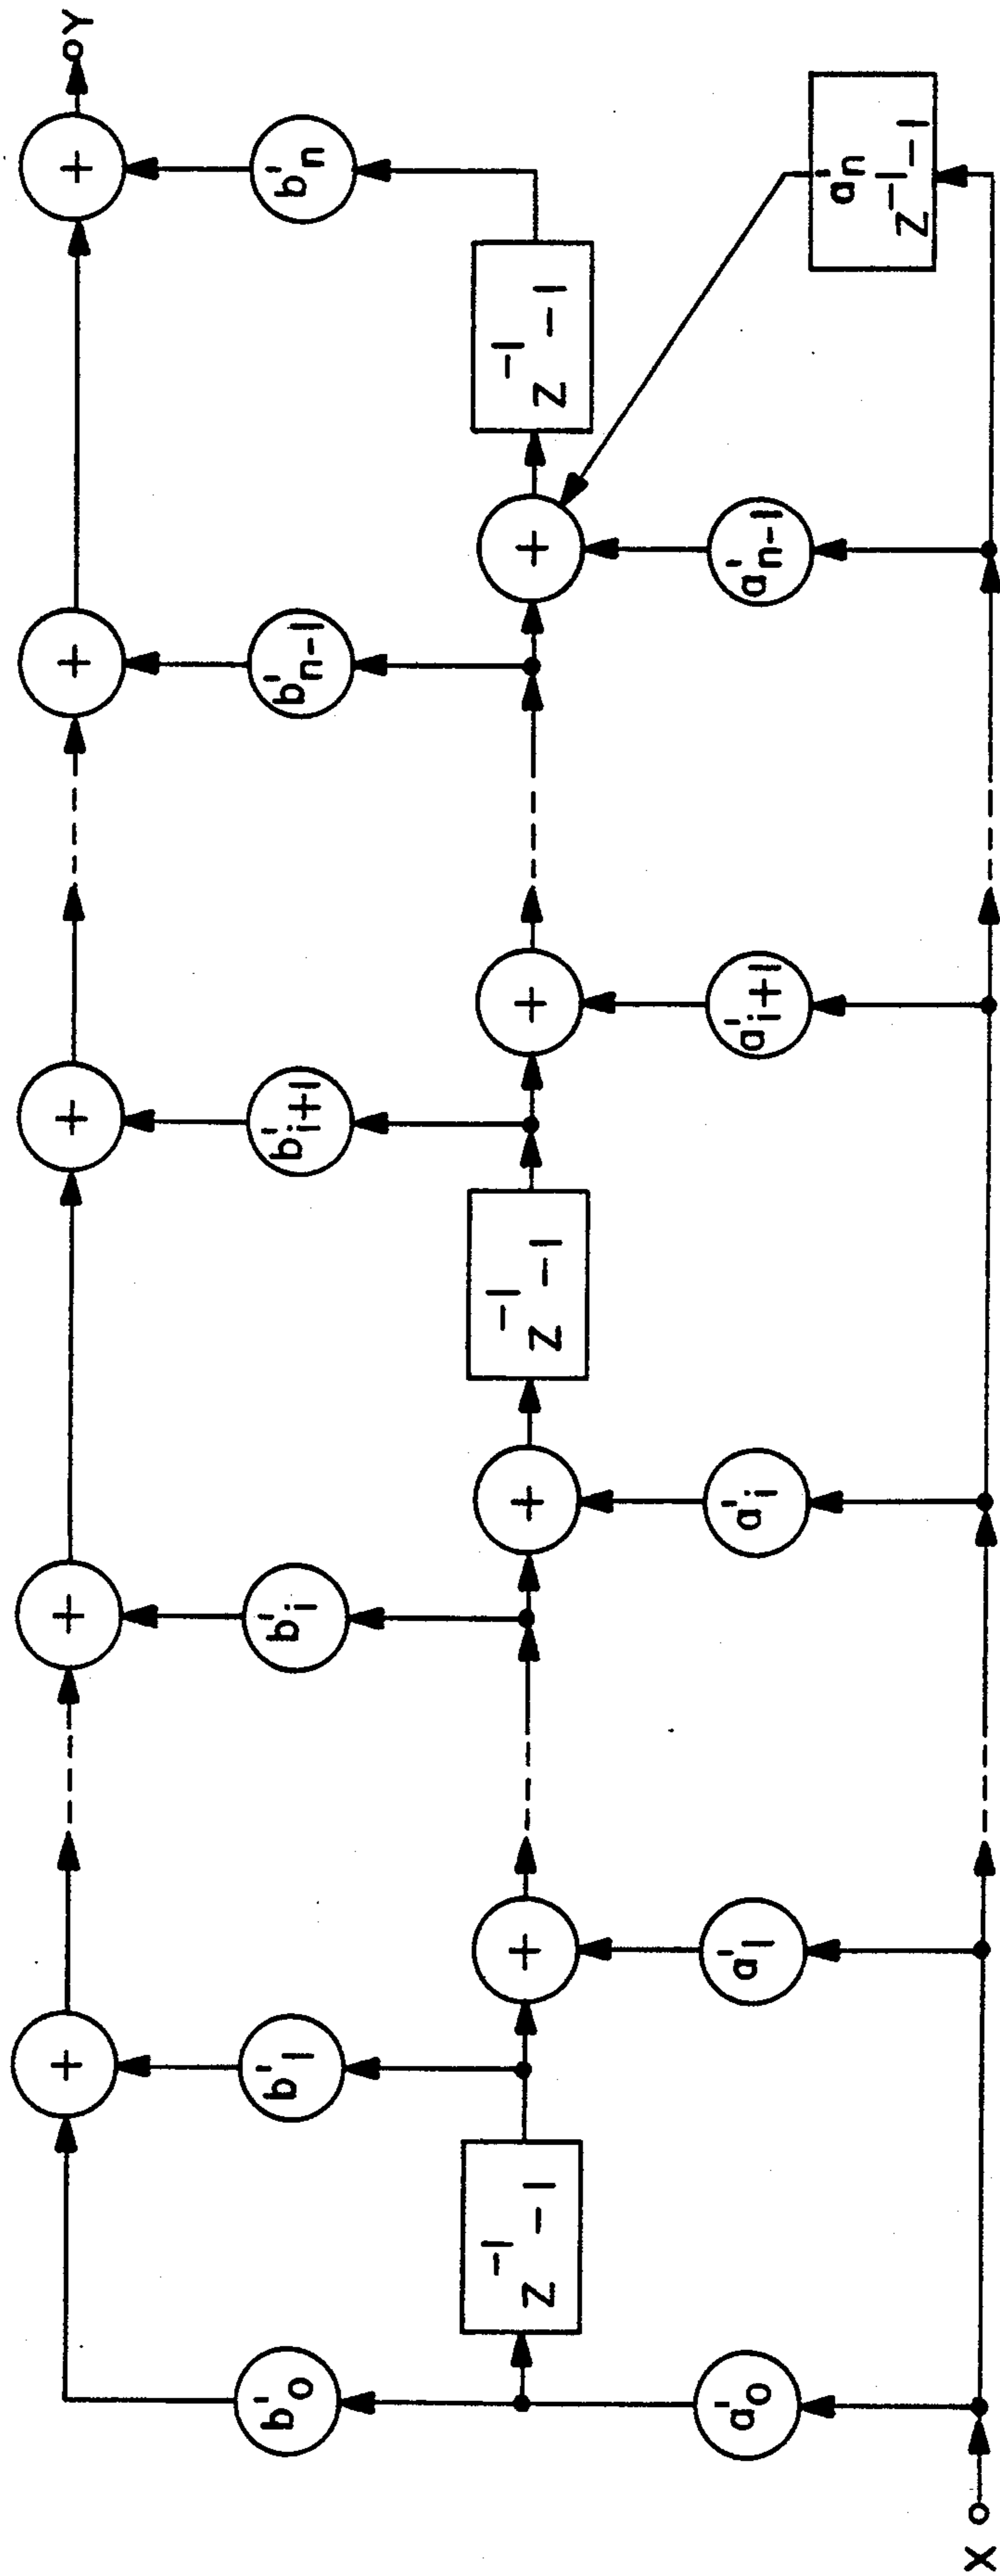 Y
b'₀
b'₁
b'ᵢ
b'ᵢ₊₁
b'ₙ₋₁
b'ₙ
+
+
+
+
+
+
z⁻¹ − 1
+
+
z⁻¹ − 1
+
+
z⁻¹ − 1
a'₀
a'₁
a'ᵢ
a'ᵢ₊₁
a'ₙ₋₁
a'ₙ
z⁻¹ − 1
X